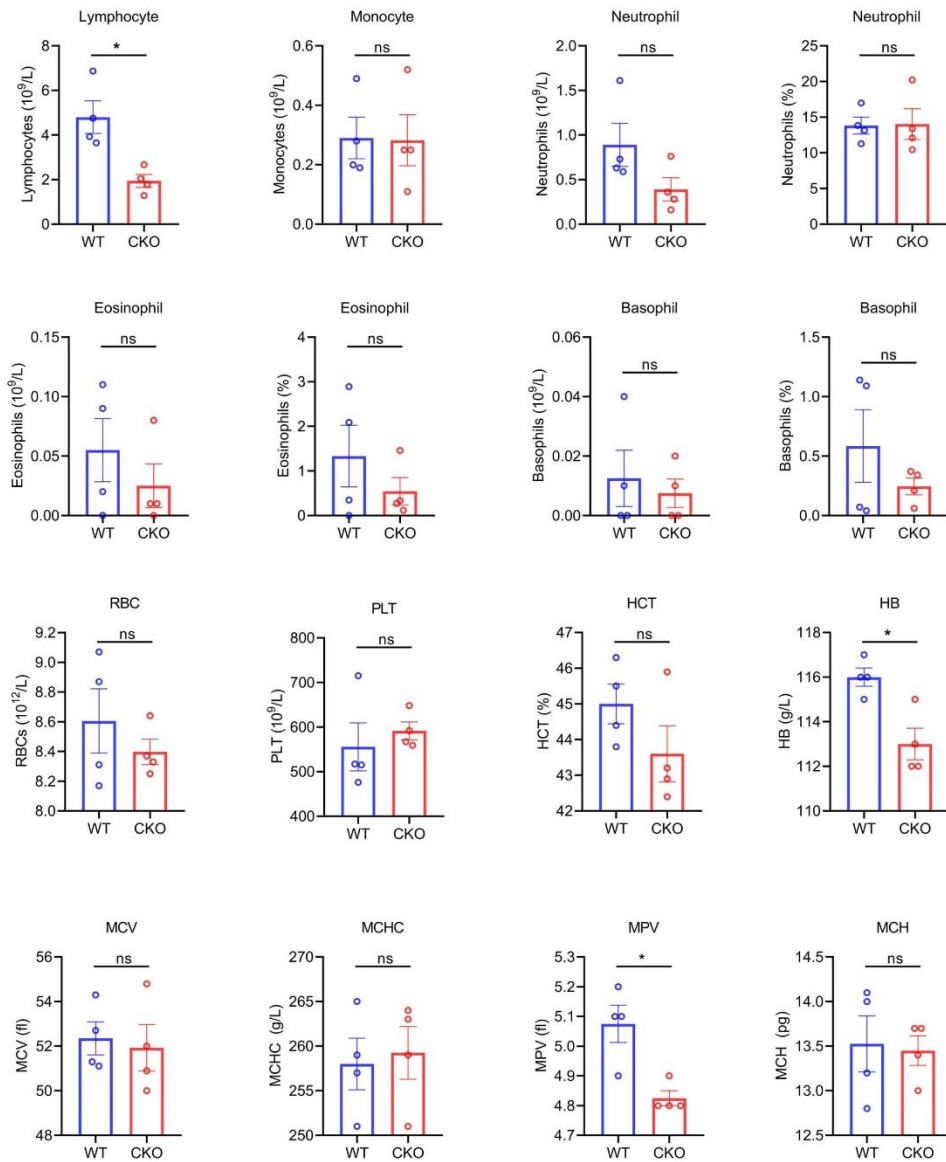 Lymphocyte
Lymphocytes (10⁹/L)
8
6
4
2
0
*
WT CKO
Monocyte
Monocytes (10⁹/L)
0.6
0.4
0.2
0.0
ns
WT CKO
Neutrophil
Neutrophils (10⁹/L)
2.0
1.5
1.0
0.5
0.0
ns
WT CKO
Neutrophil
Neutrophils (%)
25
20
15
10
5
0
ns
WT CKO
Eosinophil
Eosinophils (10⁹/L)
0.15
0.10
0.05
0.00
ns
WT CKO
Eosinophil
Eosinophils (%)
4
3
2
1
0
ns
WT CKO
Basophil
Basophils (10⁹/L)
0.06
0.04
0.02
0.00
ns
WT CKO
Basophil
Basophils (%)
1.5
1.0
0.5
0.0
ns
WT CKO
RBC
RBCs (10¹²/L)
9.2
9.0
8.8
8.6
8.4
8.2
8.0
ns
WT CKO
PLT
PLT (10⁹/L)
800
700
600
500
400
ns
WT CKO
HCT
HCT (%)
47
46
45
44
43
42
ns
WT CKO
HB
HB (g/L)
118
116
114
112
110
*
WT CKO
MCV
MCV (fl)
56
54
52
50
48
ns
WT CKO
MCHC
MCHC (g/L)
270
265
260
255
250
ns
WT CKO
MPV
MPV (fl)
5.3
5.2
5.1
5.0
4.9
4.8
4.7
*
WT CKO
MCH
MCH (pg)
14.5
14.0
13.5
13.0
12.5
ns
WT CKO